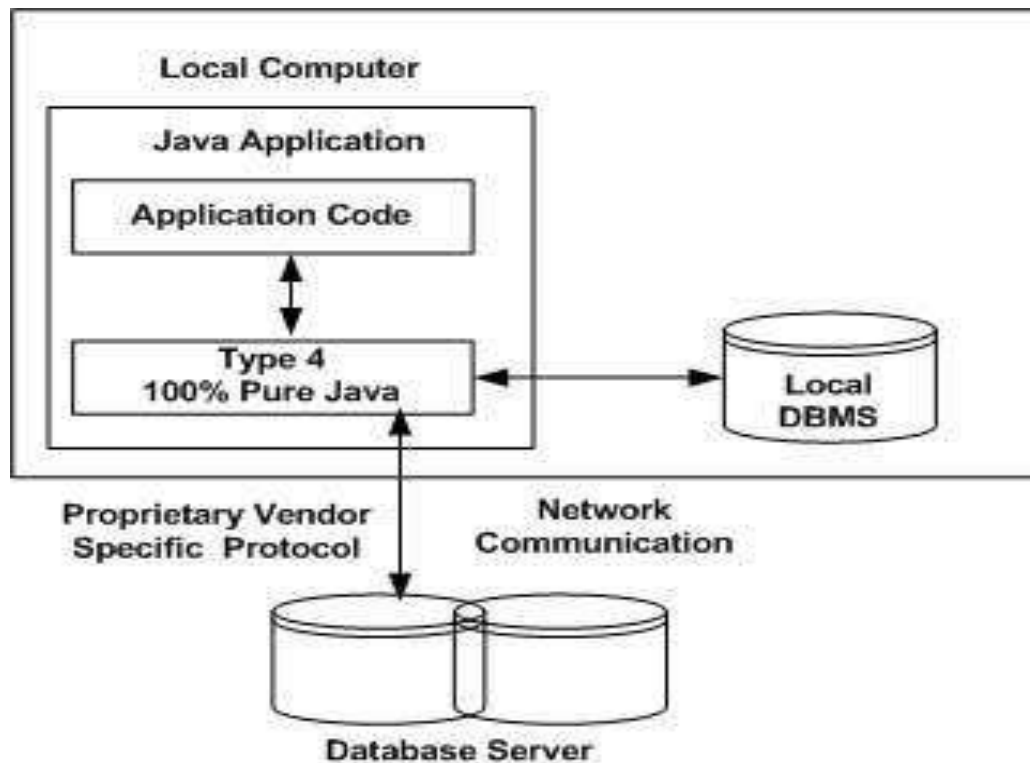 Local Computer
Java Application
Application Code
Type 4
100% Pure Java
Local
DBMS
Proprietary Vendor
Specific Protocol
Network
Communication
Database Server